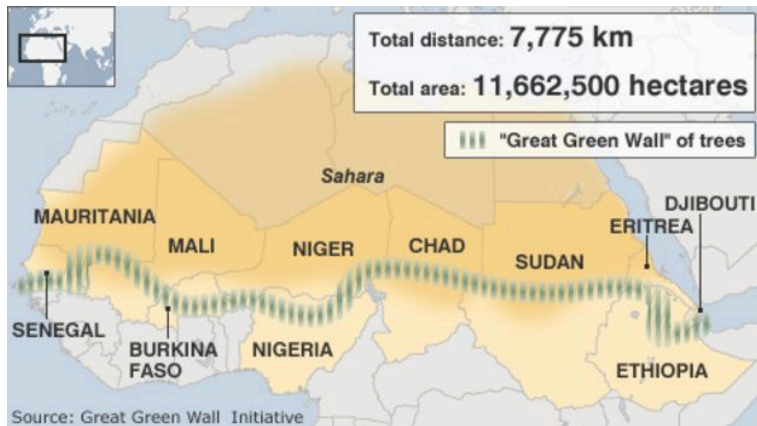 Total distance: 7,775 km
Total area: 11,662,500 hectares
"Great Green Wall" of trees
Sahara
DJIBOUTI
MAURITANIA
ERITREA
MALI
NIGER
CHAD
SUDAN
SENEGAL
BURKINA
FASO
NIGERIA
ETHIOPIA
Source: Great Green Wall Initiative